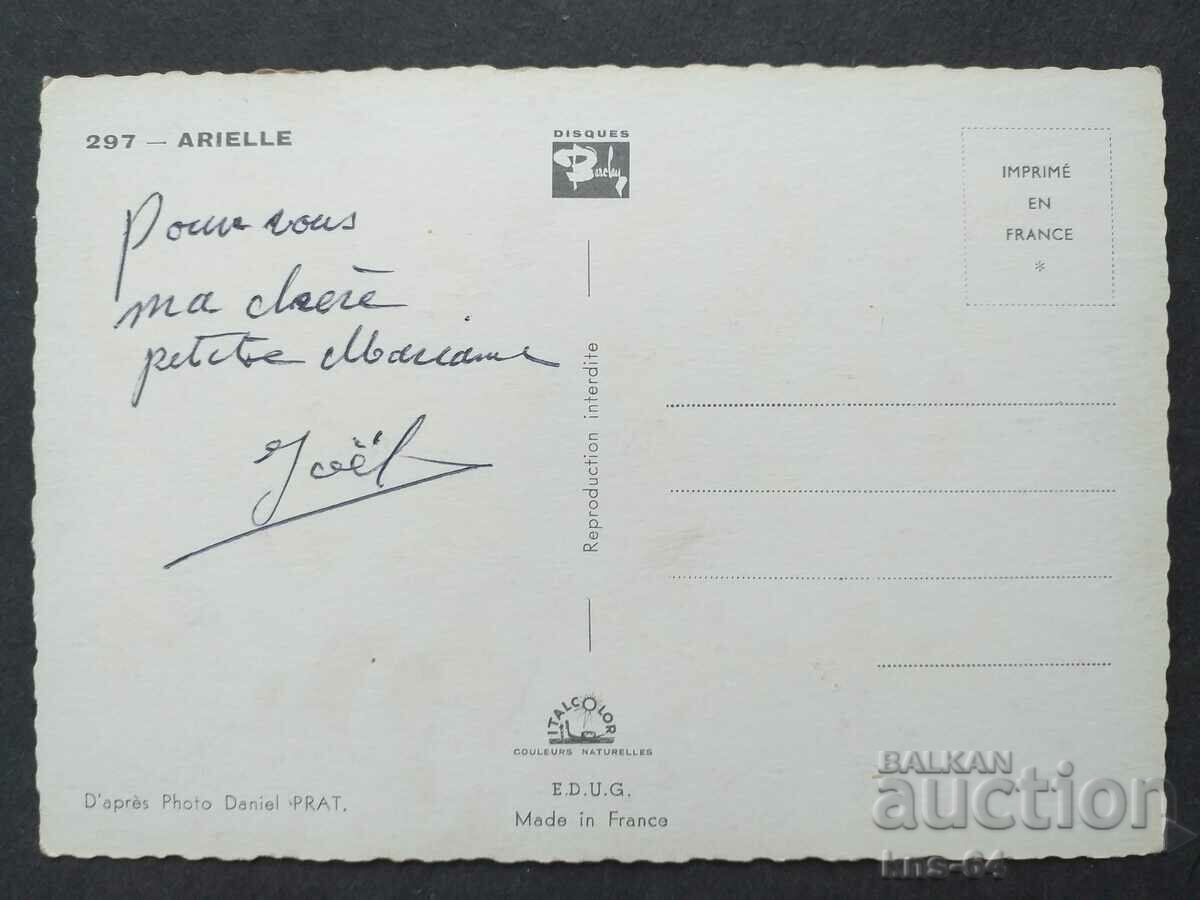 297 — ARIELLE
Pour vous
ma chère
petite Mariame
Joël
D'après Photo Daniel PRAT.
DISQUES
Barclay
Reproduction interdite
ITALCOLOR
COULEURS NATURELLES
E.D.U.G.
Made in France
IMPRIMÉ
EN
FRANCE
*
BALKAN
auction
kns-64